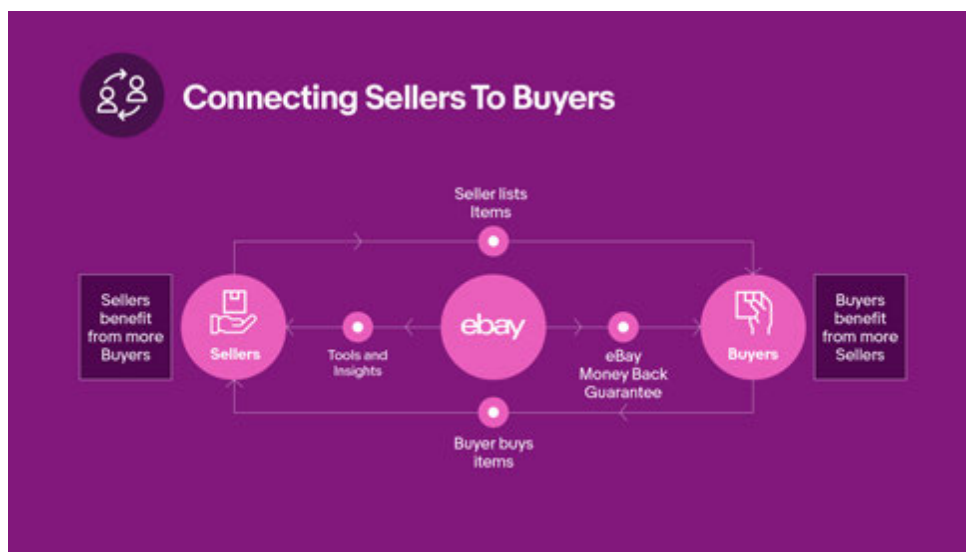 Connecting Sellers To Buyers
Seller lists
Items
Sellers
benefit
from more
Buyers
Sellers
Tools and
Insights
ebay
eBay
Money Back
Guarantee
Buyers
Buyers
benefit
from more
Sellers
Buyer buys
items